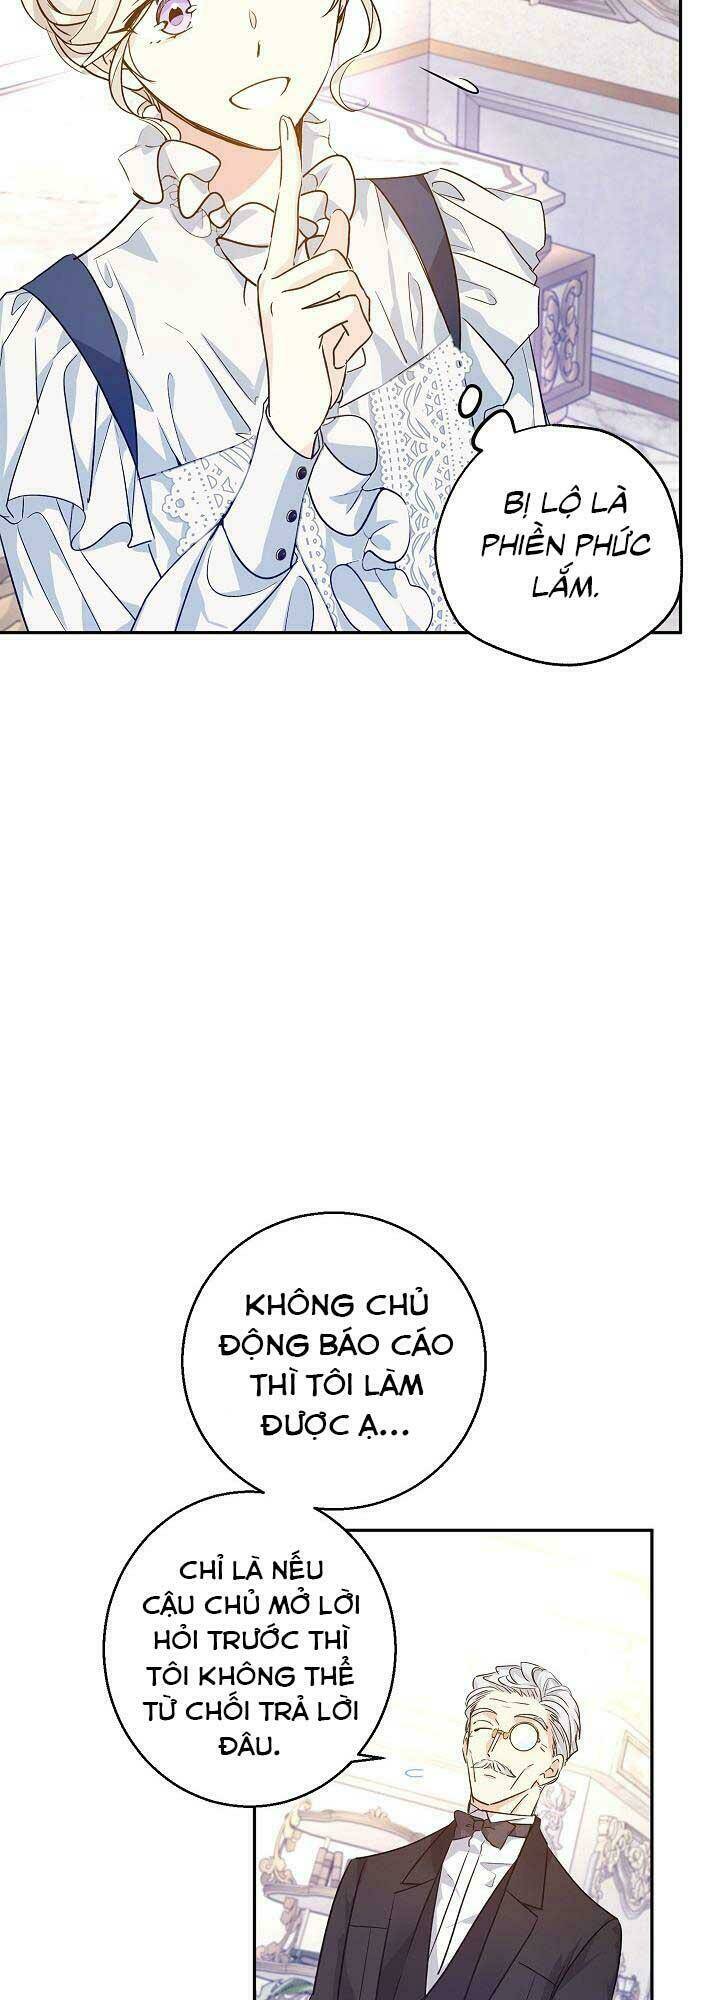 BỊ LỘ LÀ
PHIỀN PHỨC
LẮM.
KHÔNG CHỦ
ĐỘNG BÁO CÁO
THÌ TÔI LÀM
ĐƯỢC Ạ...
CHỈ LÀ NẾU
CẬU CHỦ MỞ LỜI
HỎI TRƯỚC THÌ
TÔI KHÔNG THỂ
TỪ CHỐI TRẢ LỜI
ĐÂU.